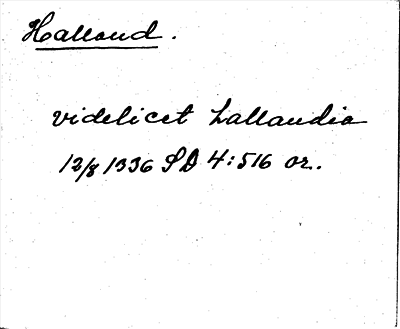 Halland.
videlicet hallandia
12/8 1336 SD 4:516 or.